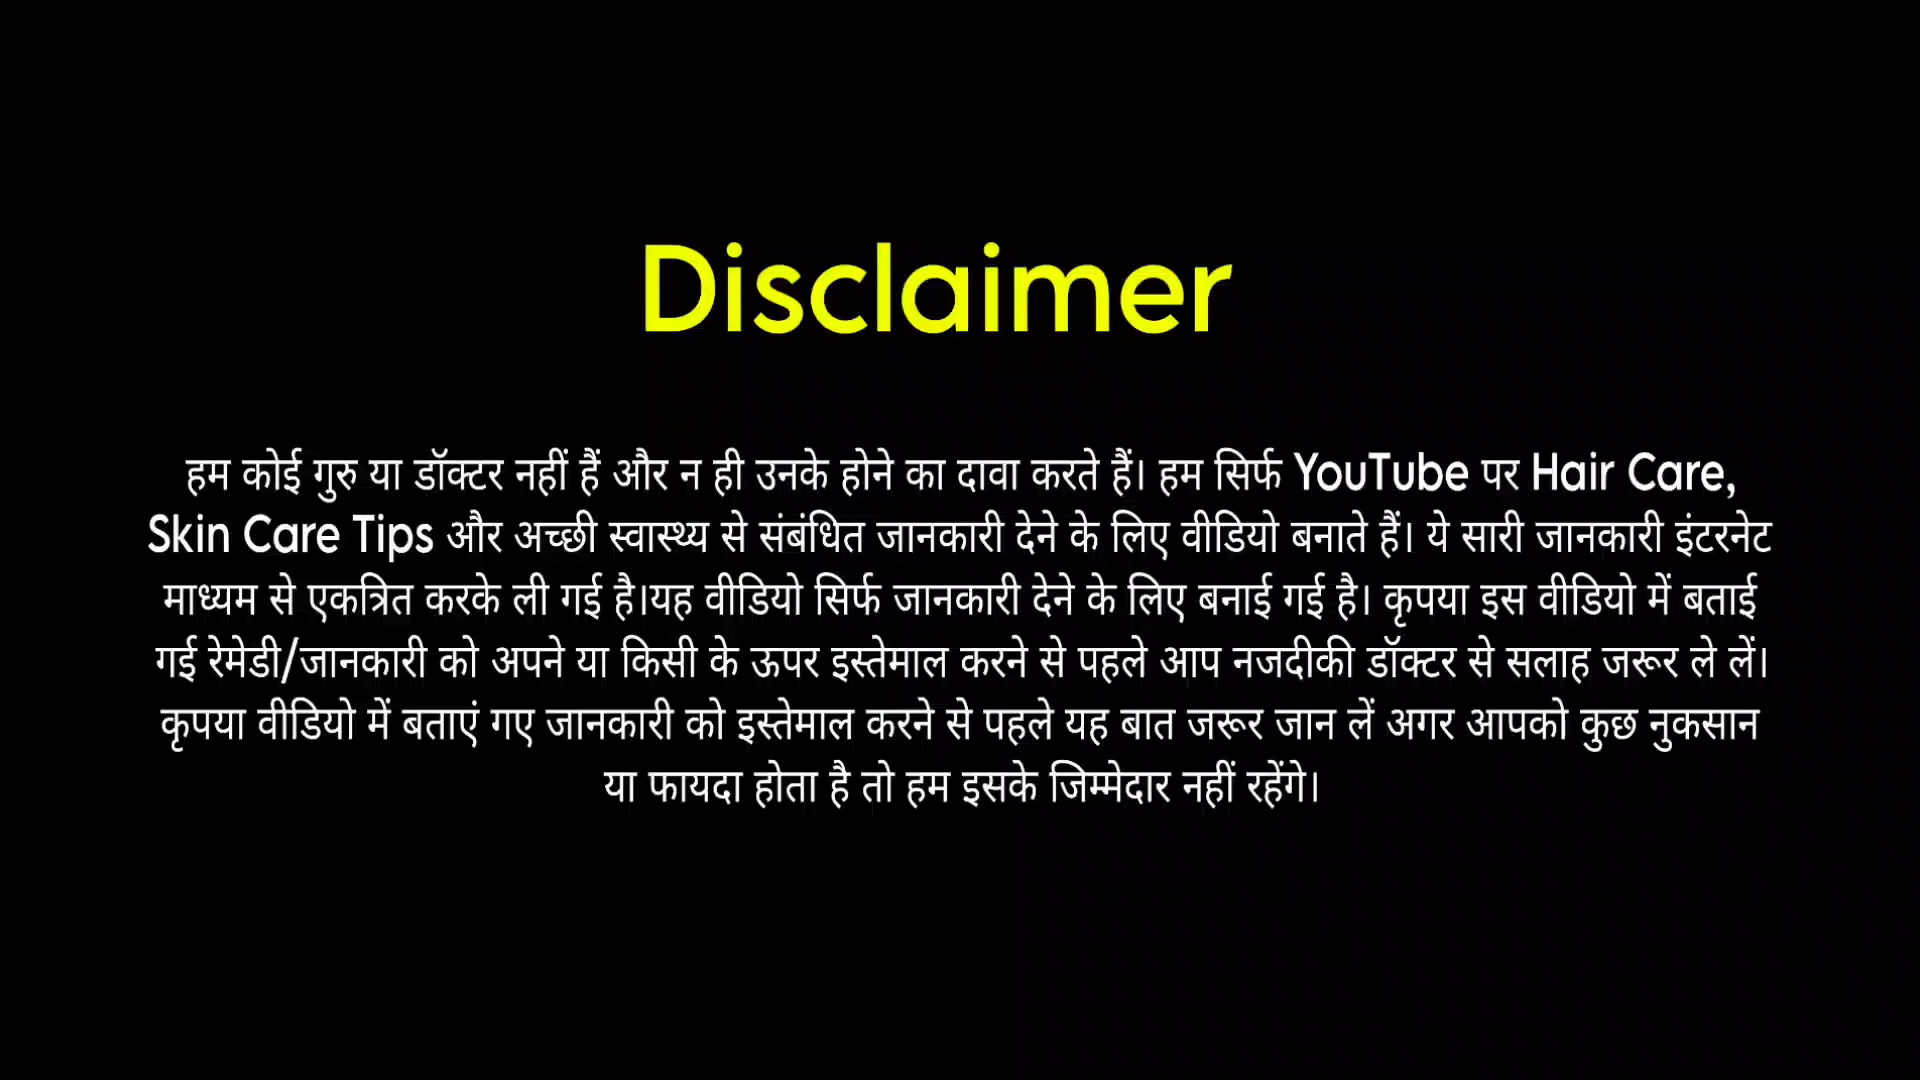 Disclaimer
हम कोई गुरु या डॉक्टर नहीं हैं और न ही उनके होने का दावा करते हैं। हम सिर्फ YouTube पर Hair Care,
Skin Care Tips और अच्छी स्वास्थ्य से संबंधित जानकारी देने के लिए वीडियो बनाते हैं। ये सारी जानकारी इंटरनेट
माध्यम से एकत्रित करके ली गई है।यह वीडियो सिर्फ जानकारी देने के लिए बनाई गई है। कृपया इस वीडियो में बताई
गई रेमेडी/जानकारी को अपने या किसी के ऊपर इस्तेमाल करने से पहले आप नजदीकी डॉक्टर से सलाह जरूर ले लें।
कृपया वीडियो में बताएं गए जानकारी को इस्तेमाल करने से पहले यह बात जरूर जान लें अगर आपको कुछ नुकसान
या फायदा होता है तो हम इसके जिम्मेदार नहीं रहेंगे।